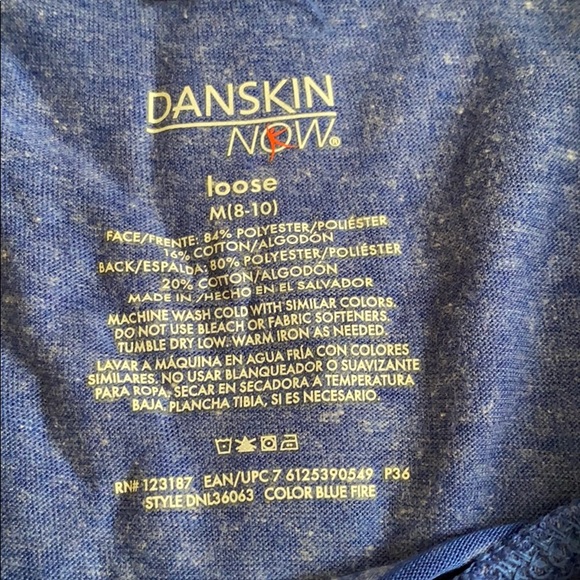 DANSKIN
NOW®
loose
M(8-10)
FACE/FRENTE: 84% POLYESTER/POLIÉSTER
16% COTTON/ALGODÓN
BACK/ESPALDA: 80% POLYESTER/POLIÉSTER
20% COTTON/ALGODÓN
MADE IN /HECHO EN EL SALVADOR
MACHINE WASH COLD WITH SIMILAR COLORS.
DO NOT USE BLEACH OR FABRIC SOFTENERS.
TUMBLE DRY LOW. WARM IRON AS NEEDED.
LAVAR A MÁQUINA EN AGUA FRÍA CON COLORES
SIMILARES. NO USAR BLANQUEADOR O SUAVIZANTE
PARA ROPA. SECAR EN SECADORA A TEMPERATURA
BAJA. PLANCHA TIBIA, SI ES NECESARIO.
RN# 123187 EAN/UPC 7 6125390549 P36
STYLE DNL36063 COLOR BLUE FIRE